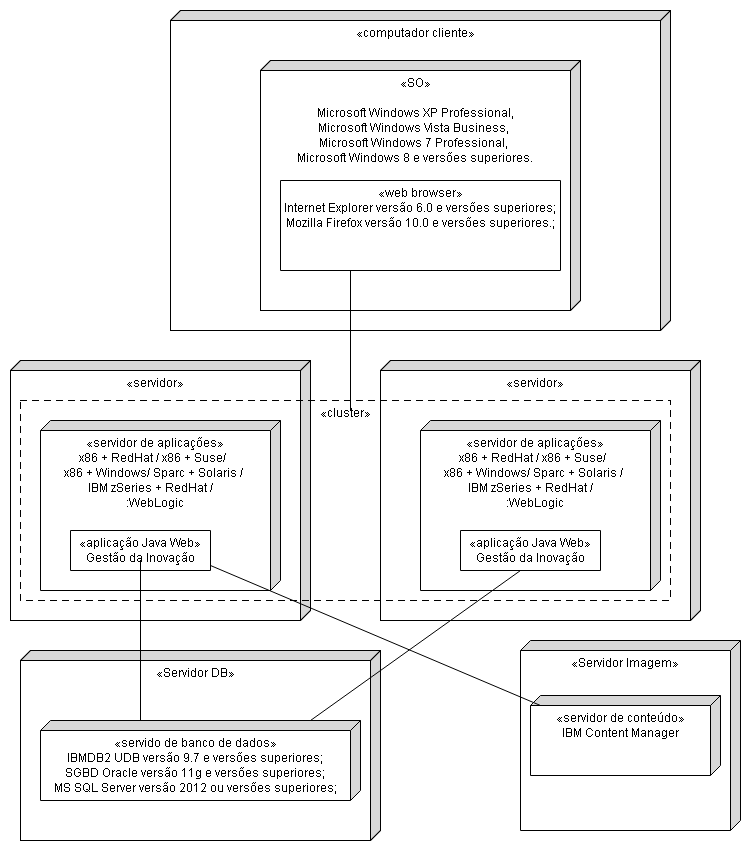 «computador cliente»
«SO»
Microsoft Windows XP Professional,
Microsoft Windows Vista Business,
Microsoft Windows 7 Professional,
Microsoft Windows 8 e versões superiores.
«web browser»
Internet Explorer versão 6.0 e versões superiores;
Mozilla Firefox versão 10.0 e versões superiores.;
«servidor»
«servidor»
«cluster»
«servidor de aplicações»
x86 + RedHat / x86 + Suse/
x86 + Windows/ Sparc + Solaris /
IBM zSeries + RedHat /
:WebLogic
«aplicação Java Web»
Gestão da Inovação
«servidor de aplicações»
x86 + RedHat / x86 + Suse/
x86 + Windows/ Sparc + Solaris /
IBM zSeries + RedHat /
:WebLogic
«aplicação Java Web»
Gestão da Inovação
«Servidor DB»
«servido de banco de dados»
IBMDB2 UDB versão 9.7 e versões superiores;
SGBD Oracle versão 11g e versões superiores;
MS SQL Server versão 2012 ou versões superiores;
«Servidor Imagem»
«servidor de conteúdo»
IBM Content Manager